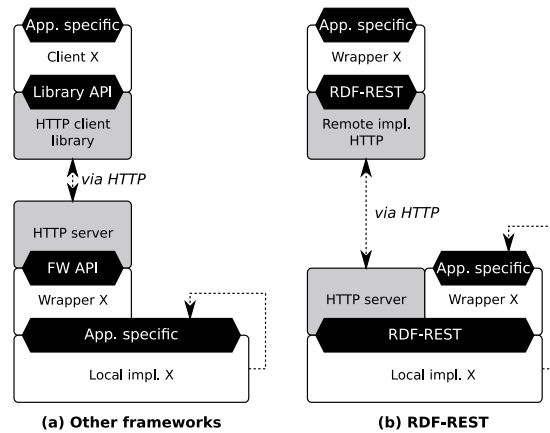 App. specific
Client X
Library API
HTTP client
library
via HTTP
HTTP server
FW API
Wrapper X
App. specific
Local impl. X
(a) Other frameworks
App. specific
Wrapper X
RDF-REST
Remote impl.
HTTP
via HTTP
HTTP server
App. specific
Wrapper X
RDF-REST
Local impl. X
(b) RDF-REST